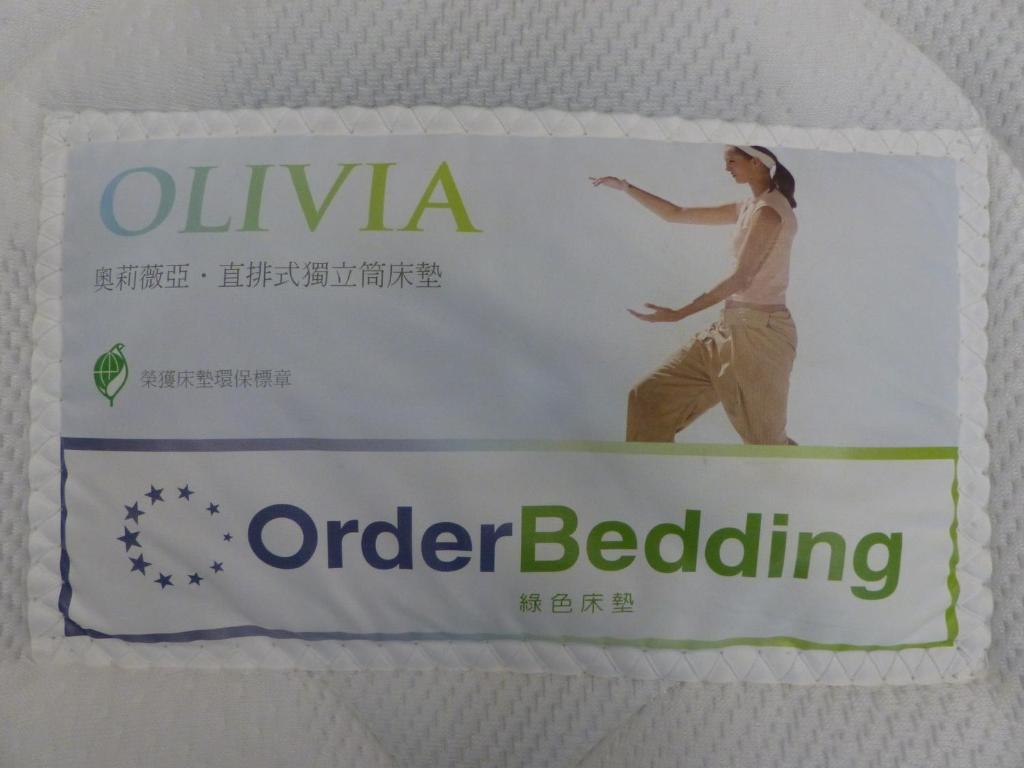 OLIVIA
奧莉薇亞·直排式獨立筒床墊
榮獲床墊環保標章
OrderBedding
綠色床墊